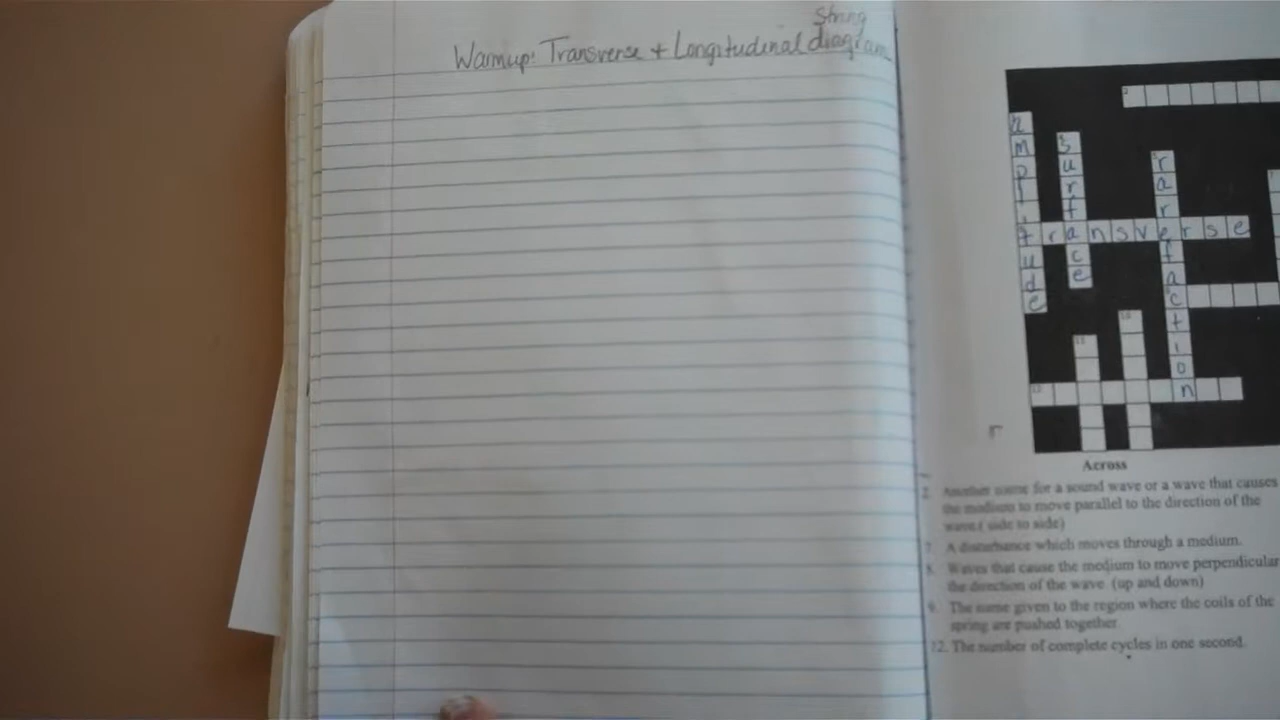 String
Warmup: Transverse + Longitudinal diagram
amplitude
surface
rarefaction
transverse
Across
2. Another name for a sound wave or a wave that causes
the medium to move parallel to the direction of the
wave.( side to side)
7. A disturbance which moves through a medium.
8. Waves that cause the medium to move perpendicular
the direction of the wave. (up and down)
9. The name given to the region where the coils of the
spring are pushed together.
12. The number of complete cycles in one second.